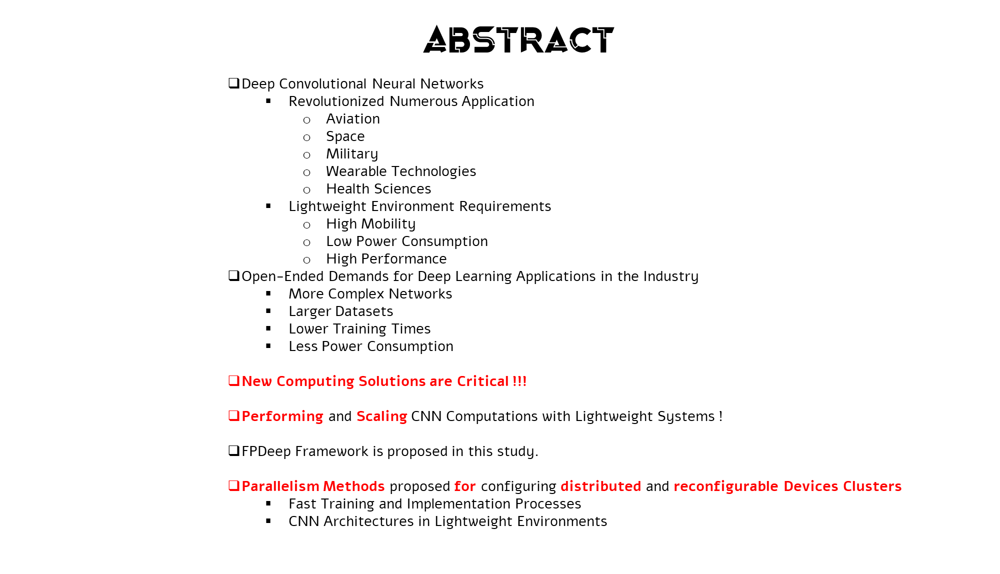 ABSTRACT
❑Deep Convolutional Neural Networks
▪ Revolutionized Numerous Application
o Aviation
o Space
o Military
o Wearable Technologies
o Health Sciences
▪ Lightweight Environment Requirements
o High Mobility
o Low Power Consumption
o High Performance
❑Open-Ended Demands for Deep Learning Applications in the Industry
▪ More Complex Networks
▪ Larger Datasets
▪ Lower Training Times
▪ Less Power Consumption
❑New Computing Solutions are Critical !!!
❑Performing and Scaling CNN Computations with Lightweight Systems !
❑FPDeep Framework is proposed in this study.
❑Parallelism Methods proposed for configuring distributed and reconfigurable Devices Clusters
▪ Fast Training and Implementation Processes
▪ CNN Architectures in Lightweight Environments